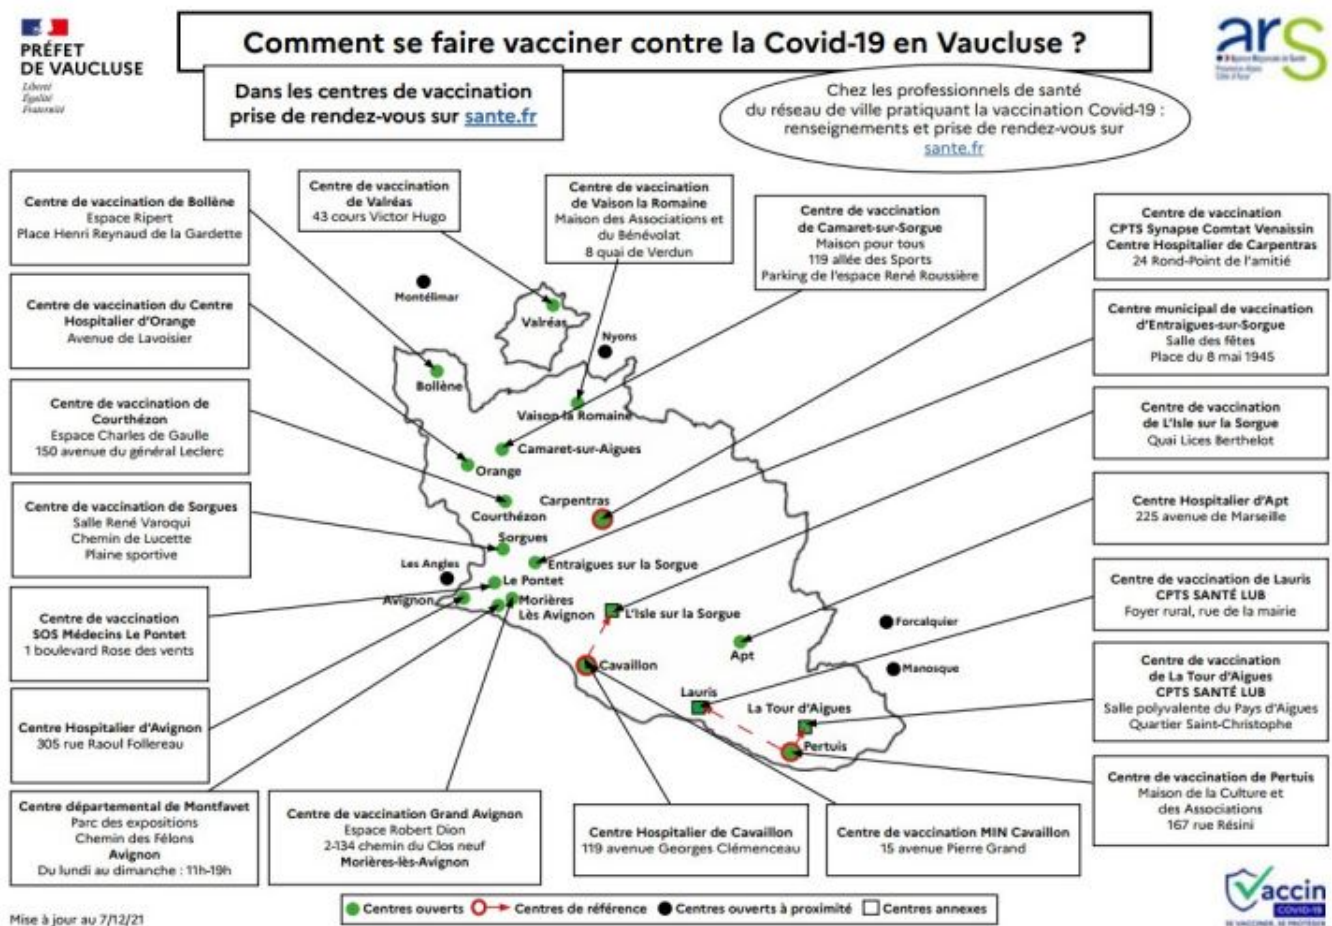 PRÉFET
DE VAUCLUSE
Liberté
Égalité
Fraternité
Comment se faire vacciner contre la Covid-19 en Vaucluse ?
ars
Agence Régionale de Santé
Provence-Alpes
Côte d'Azur
Dans les centres de vaccination
prise de rendez-vous sur sante.fr
Chez les professionnels de santé
du réseau de ville pratiquant la vaccination Covid-19 :
renseignements et prise de rendez-vous sur
sante.fr
Centre de vaccination de Bollène
Espace Ripert
Place Henri Reynaud de la Gardette
Centre de vaccination
de Valréas
43 cours Victor Hugo
Centre de vaccination
de Vaison la Romaine
Maison des Associations et
du Bénévolat
8 quai de Verdun
Centre de vaccination
de Camaret-sur-Sorgue
Maison pour tous
119 allée des Sports
Parking de l'espace René Roussière
Centre de vaccination
CPTS Synapse Comtat Venaissin
Centre Hospitalier de Carpentras
24 Rond-Point de l'amitié
Centre de vaccination du Centre
Hospitalier d'Orange
Avenue de Lavoisier
Centre municipal de vaccination
d'Entraigues-sur-Sorgue
Salle des fêtes
Place du 8 mai 1945
Centre de vaccination de
Courthézon
Espace Charles de Gaulle
150 avenue du général Leclerc
Centre de vaccination
de L'Isle sur la Sorgue
Quai Lices Berthelot
Centre de vaccination de Sorgues
Salle René Varoqui
Chemin de Lucette
Plaine sportive
Centre Hospitalier d'Apt
225 avenue de Marseille
Centre de vaccination
SOS Médecins Le Pontet
1 boulevard Rose des vents
Centre de vaccination de Lauris
CPTS SANTÉ LUB
Foyer rural, rue de la mairie
Centre Hospitalier d'Avignon
305 rue Raoul Follereau
Centre de vaccination
de La Tour d'Aigues
CPTS SANTÉ LUB
Salle polyvalente du Pays d'Aigues
Quartier Saint-Christophe
Centre départemental de Montfavet
Parc des expositions
Chemin des Félons
Avignon
Du lundi au dimanche : 11h-19h
Centre de vaccination Grand Avignon
Espace Robert Dion
2-134 chemin du Clos neuf
Morières-lès-Avignon
Centre Hospitalier de Cavaillon
119 avenue Georges Clémenceau
Centre de vaccination MIN Cavaillon
15 avenue Pierre Grand
Centre de vaccination de Pertuis
Maison de la Culture et
des Associations
167 rue Résini
Montélimar
Valréas
Nyons
Bollène
Vaison la Romaine
Camaret-sur-Aigues
Orange
Carpentras
Courthézon
Sorgues
Les Angles
Entraigues sur la Sorgue
Le Pontet
Avignon
Morières
Lès Avignon
L'Isle sur la Sorgue
Forcalquier
Apt
Cavaillon
Manosque
Lauris
La Tour d'Aigues
Pertuis
Centres ouverts
Centres de référence
Centres ouverts à proximité
Centres annexes
Mise à jour au 7/12/21
Vaccin
COVID-19
SE VACCINER, SE PROTÉGER